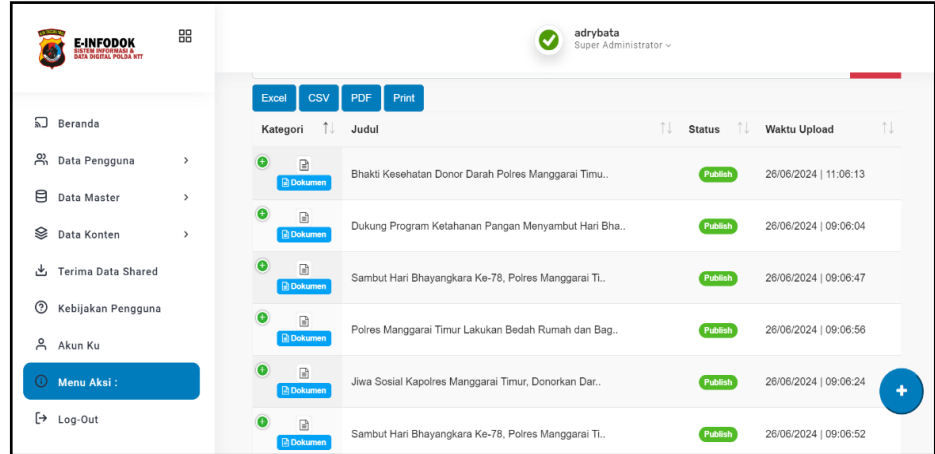 E-INFODOK
SISTEM INFORMASI &
DATA DIGITAL POLDA NTT
adrybata
Super Administrator
Beranda
Data Pengguna
Data Master
Data Konten
Terima Data Shared
Kebijakan Pengguna
Akun Ku
Menu Aksi :
Log-Out
Excel CSV PDF Print
Kategori Judul Status Waktu Upload
Dokumen Bhakti Kesehatan Donor Darah Polres Manggarai Timu.. Publish 26/06/2024 | 11:06:13
Dokumen Dukung Program Ketahanan Pangan Menyambut Hari Bha.. Publish 26/06/2024 | 09:06:04
Dokumen Sambut Hari Bhayangkara Ke-78, Polres Manggarai Ti.. Publish 26/06/2024 | 09:06:47
Dokumen Polres Manggarai Timur Lakukan Bedah Rumah dan Bag.. Publish 26/06/2024 | 09:06:56
Dokumen Jiwa Sosial Kapolres Manggarai Timur, Donorkan Dar.. Publish 26/06/2024 | 09:06:24
Dokumen Sambut Hari Bhayangkara Ke-78, Polres Manggarai Ti.. Publish 26/06/2024 | 09:06:52